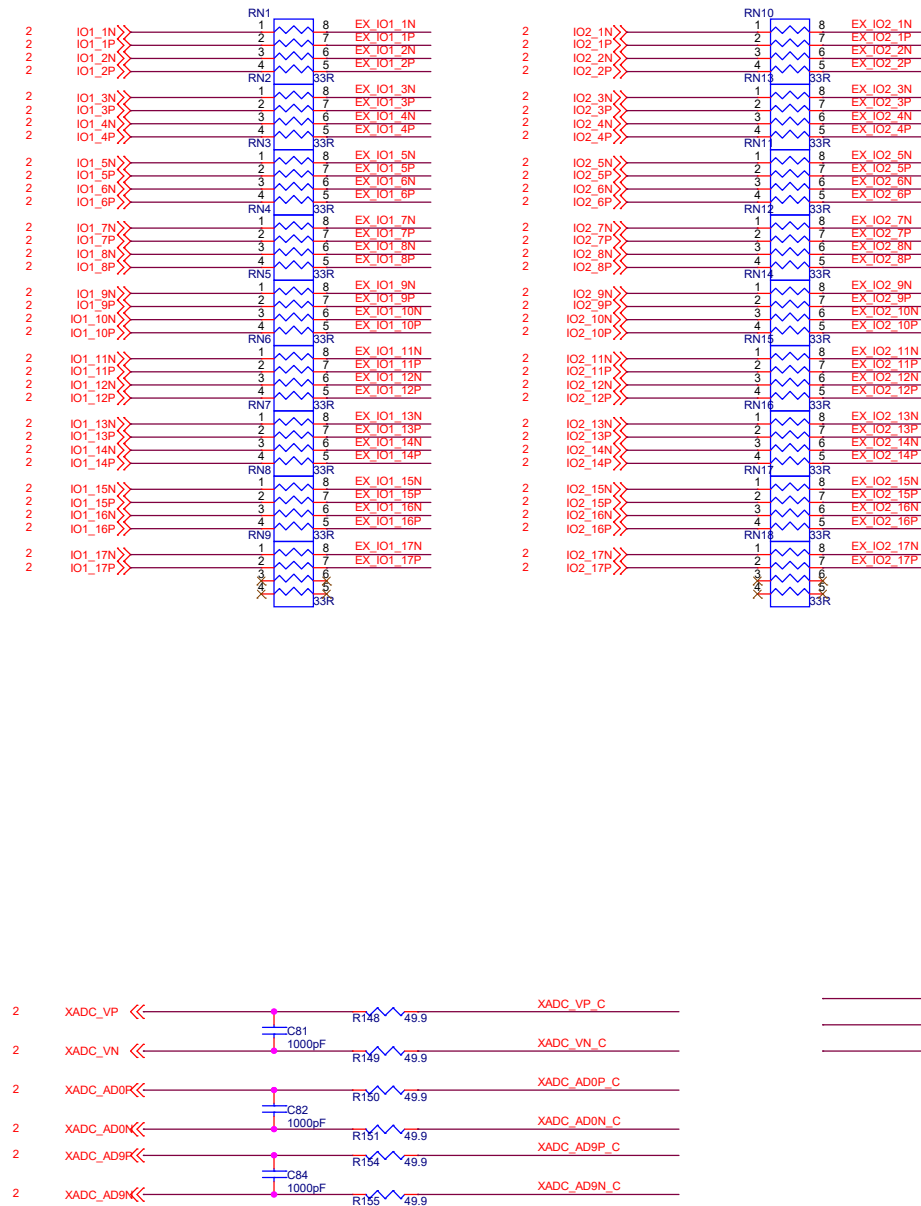 RN1
2 IO1_1N 1 8 EX_IO1_1N
2 IO1_1P 2 7 EX_IO1_1P
2 IO1_2N 3 6 EX_IO1_2N
2 IO1_2P 4 5 EX_IO1_2P
RN2 33R
2 IO1_3N 1 8 EX_IO1_3N
2 IO1_3P 2 7 EX_IO1_3P
2 IO1_4N 3 6 EX_IO1_4N
2 IO1_4P 4 5 EX_IO1_4P
RN3 33R
2 IO1_5N 1 8 EX_IO1_5N
2 IO1_5P 2 7 EX_IO1_5P
2 IO1_6N 3 6 EX_IO1_6N
2 IO1_6P 4 5 EX_IO1_6P
RN4 33R
2 IO1_7N 1 8 EX_IO1_7N
2 IO1_7P 2 7 EX_IO1_7P
2 IO1_8N 3 6 EX_IO1_8N
2 IO1_8P 4 5 EX_IO1_8P
RN5 33R
2 IO1_9N 1 8 EX_IO1_9N
2 IO1_9P 2 7 EX_IO1_9P
2 IO1_10N 3 6 EX_IO1_10N
2 IO1_10P 4 5 EX_IO1_10P
RN6 33R
2 IO1_11N 1 8 EX_IO1_11N
2 IO1_11P 2 7 EX_IO1_11P
2 IO1_12N 3 6 EX_IO1_12N
2 IO1_12P 4 5 EX_IO1_12P
RN7 33R
2 IO1_13N 1 8 EX_IO1_13N
2 IO1_13P 2 7 EX_IO1_13P
2 IO1_14N 3 6 EX_IO1_14N
2 IO1_14P 4 5 EX_IO1_14P
RN8 33R
2 IO1_15N 1 8 EX_IO1_15N
2 IO1_15P 2 7 EX_IO1_15P
2 IO1_16N 3 6 EX_IO1_16N
2 IO1_16P 4 5 EX_IO1_16P
RN9 33R
2 IO1_17N 1 8 EX_IO1_17N
2 IO1_17P 2 7 EX_IO1_17P
3 6
4 5
33R
RN10
2 IO2_1N 1 8 EX_IO2_1N
2 IO2_1P 2 7 EX_IO2_1P
2 IO2_2N 3 6 EX_IO2_2N
2 IO2_2P 4 5 EX_IO2_2P
RN13 33R
2 IO2_3N 1 8 EX_IO2_3N
2 IO2_3P 2 7 EX_IO2_3P
2 IO2_4N 3 6 EX_IO2_4N
2 IO2_4P 4 5 EX_IO2_4P
RN11 33R
2 IO2_5N 1 8 EX_IO2_5N
2 IO2_5P 2 7 EX_IO2_5P
2 IO2_6N 3 6 EX_IO2_6N
2 IO2_6P 4 5 EX_IO2_6P
RN12 33R
2 IO2_7N 1 8 EX_IO2_7N
2 IO2_7P 2 7 EX_IO2_7P
2 IO2_8N 3 6 EX_IO2_8N
2 IO2_8P 4 5 EX_IO2_8P
RN14 33R
2 IO2_9N 1 8 EX_IO2_9N
2 IO2_9P 2 7 EX_IO2_9P
2 IO2_10N 3 6 EX_IO2_10N
2 IO2_10P 4 5 EX_IO2_10P
RN15 33R
2 IO2_11N 1 8 EX_IO2_11N
2 IO2_11P 2 7 EX_IO2_11P
2 IO2_12N 3 6 EX_IO2_12N
2 IO2_12P 4 5 EX_IO2_12P
RN16 33R
2 IO2_13N 1 8 EX_IO2_13N
2 IO2_13P 2 7 EX_IO2_13P
2 IO2_14N 3 6 EX_IO2_14N
2 IO2_14P 4 5 EX_IO2_14P
RN17 33R
2 IO2_15N 1 8 EX_IO2_15N
2 IO2_15P 2 7 EX_IO2_15P
2 IO2_16N 3 6 EX_IO2_16N
2 IO2_16P 4 5 EX_IO2_16P
RN18 33R
2 IO2_17N 1 8 EX_IO2_17N
2 IO2_17P 2 7 EX_IO2_17P
3 6
4 5
33R
2 XADC_VP XADC_VP_C
R148 49.9
C81
1000pF
2 XADC_VN XADC_VN_C
R149 49.9
2 XADC_AD0P XADC_AD0P_C
R150 49.9
C82
1000pF
2 XADC_AD0N XADC_AD0N_C
R151 49.9
2 XADC_AD9P XADC_AD9P_C
R154 49.9
C84
1000pF
2 XADC_AD9N XADC_AD9N_C
R155 49.9